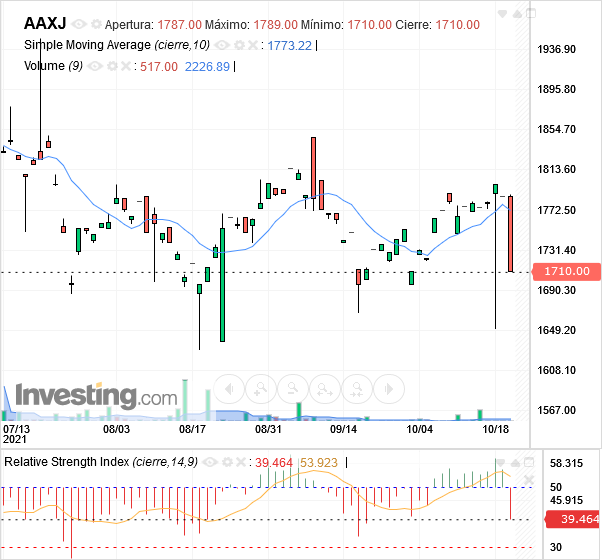 AAXJ Apertura: 1787.00 Máximo: 1789.00 Mínimo: 1710.00 Cierre: 1710.00
Simple Moving Average (cierre,10) : 1773.22
Volume (9) : 517.00 2226.89
1936.90
1895.80
1854.70
1813.60
1772.50
1731.40
1710.00
1690.30
1649.20
1608.10
1567.00
Investing.com
07/13 08/03 08/17 08/31 09/14 10/04 10/18
2021
Relative Strength Index (cierre,14,9) : 39.464 53.923
58.315
50 50
45.915
39.464
30 30